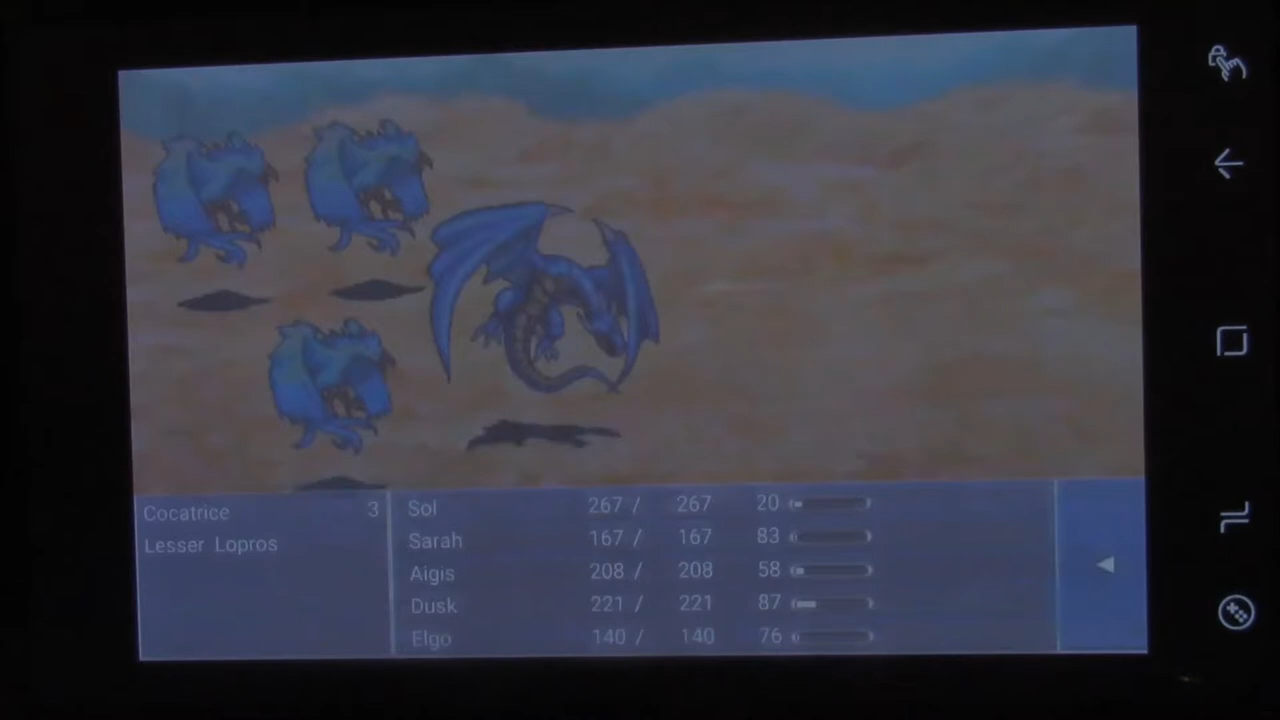 Cocatrice 3
Lesser Lopros
Sol 267 / 267 20
Sarah 167 / 167 83
Aigis 208 / 208 58
Dusk 221 / 221 87
Elgo 140 / 140 76